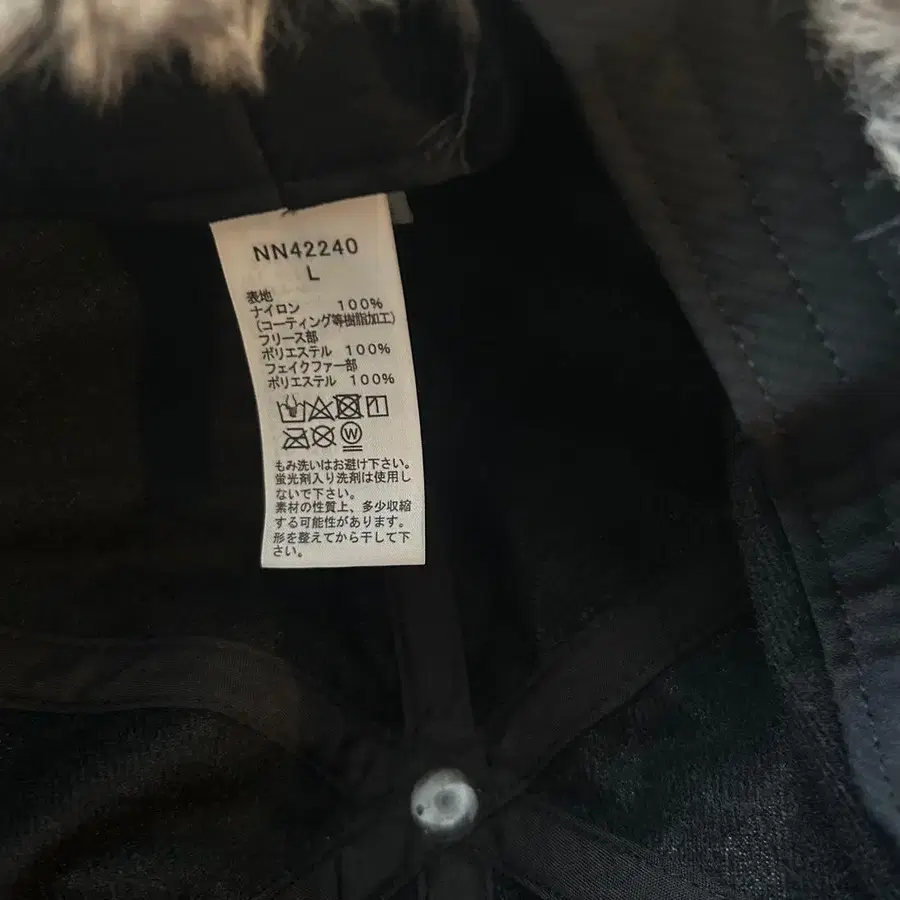 NN42240
L
表地
ナイロン 100%
(コーティング等樹脂加工)
フリース部
ポリエステル 100%
フェイクファー部
ポリエステル 100%
W
もみ洗いはお避け下さい。
蛍光剤入り洗剤は使用し
ないで下さい。
素材の性質上、多少収縮
する可能性があります。
形を整えてから干して下
さい。